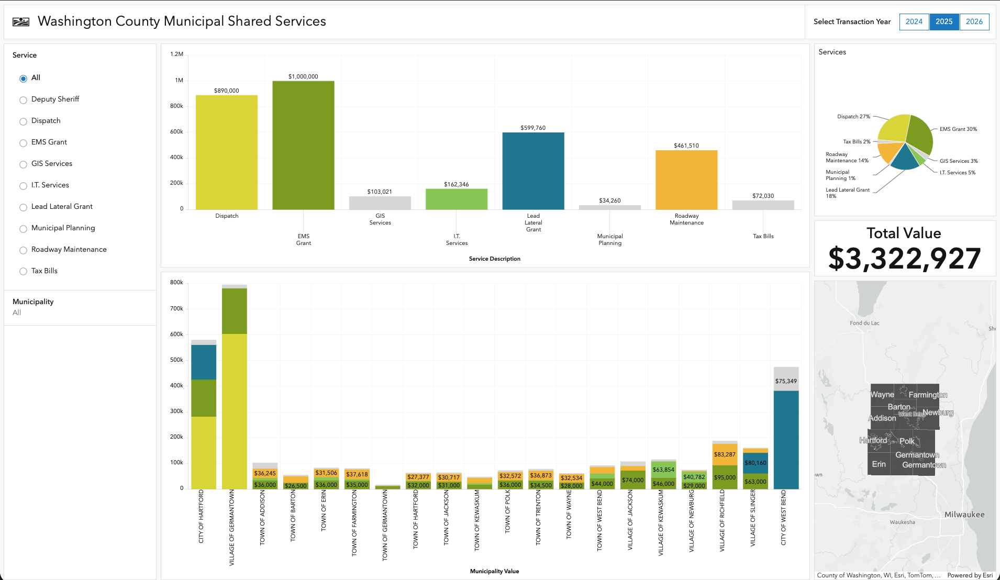 Washington County Municipal Shared Services
Select Transaction Year
2024
2025
2026
Service
All
Deputy Sheriff
Dispatch
EMS Grant
GIS Services
I.T. Services
Lead Lateral Grant
Municipal Planning
Roadway Maintenance
Tax Bills
Municipality
All
1.2M
1M
800k
600k
400k
200k
0
$890,000
$1,000,000
$103,021
$162,346
$599,760
$34,260
$461,510
$72,030
Dispatch
EMS
Grant
GIS
Services
I.T.
Services
Lead
Lateral
Grant
Municipal
Planning
Roadway
Maintenance
Tax Bills
Service Description
800k
700k
600k
500k
400k
300k
200k
100k
0
$36,245
$36,000
$26,500
$31,506
$36,000
$37,618
$35,000
$27,377
$32,000
$30,717
$31,000
$32,572
$36,000
$36,873
$34,500
$32,534
$28,000
$44,000
$74,000
$63,854
$46,000
$40,782
$29,000
$83,287
$95,000
$80,160
$63,000
$75,349
CITY OF HARTFORD
VILLAGE OF GERMANTOWN
TOWN OF ADDISON
TOWN OF BARTON
TOWN OF ERIN
TOWN OF FARMINGTON
TOWN OF GERMANTOWN
TOWN OF HARTFORD
TOWN OF JACKSON
TOWN OF KEWASKUM
TOWN OF POLK
TOWN OF TRENTON
TOWN OF WAYNE
TOWN OF WEST BEND
VILLAGE OF JACKSON
VILLAGE OF KEWASKUM
VILLAGE OF NEWBURG
VILLAGE OF RICHFIELD
VILLAGE OF SLINGER
CITY OF WEST BEND
Municipality Value
Services
Dispatch 27%
EMS Grant 30%
Tax Bills 2%
Roadway
Maintenance 14%
GIS Services 3%
I.T. Services 5%
Municipal
Planning 1%
Lead Lateral Grant
18%
Total Value
$3,322,927
Fond du Lac
She
Wayne
Farmington
Barton
West Bend
Newburg
Addison
Hartford
Polk
Germantown
Erin
Germantown
wn
Milwaukee
Waukesha
County of Washington, WI, Esri, TomTom, ...
Powered by Esri